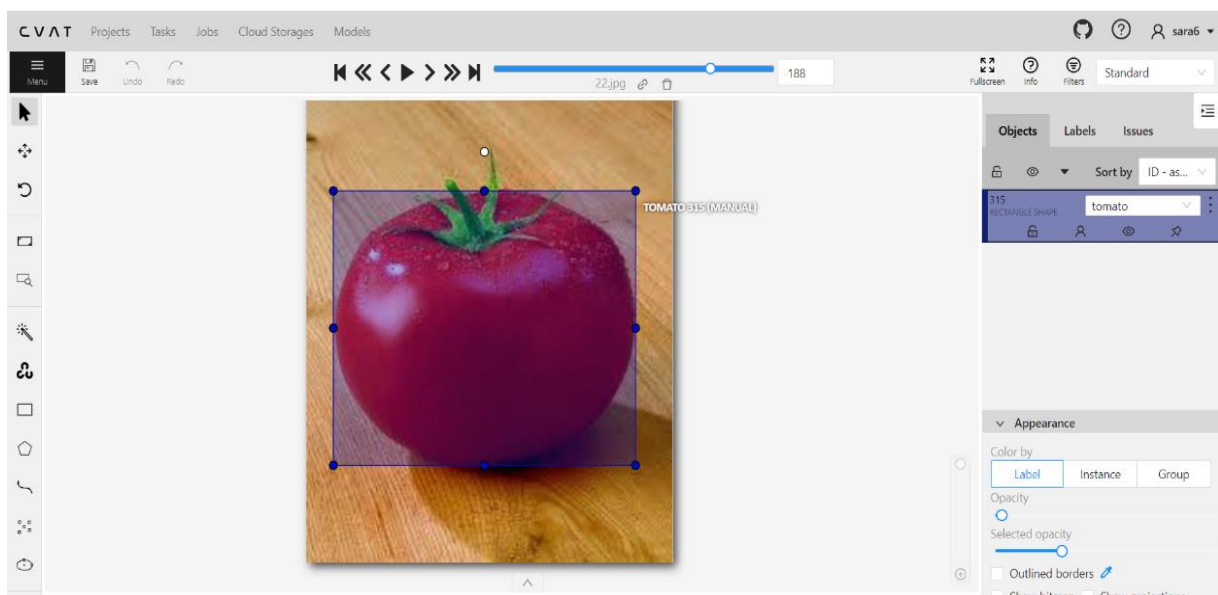 CVAT Projects Tasks Jobs Cloud Storages Models sara6
Menu Save Undo Redo 22.jpg 188 Fullscreen Info Filters Standard
Objects Labels Issues
Sort by ID - as...
TOMATO 315 (MANUAL)
315 tomato
RECTANGLE SHAPE
Appearance
Color by
Label Instance Group
Opacity
Selected opacity
Outlined borders